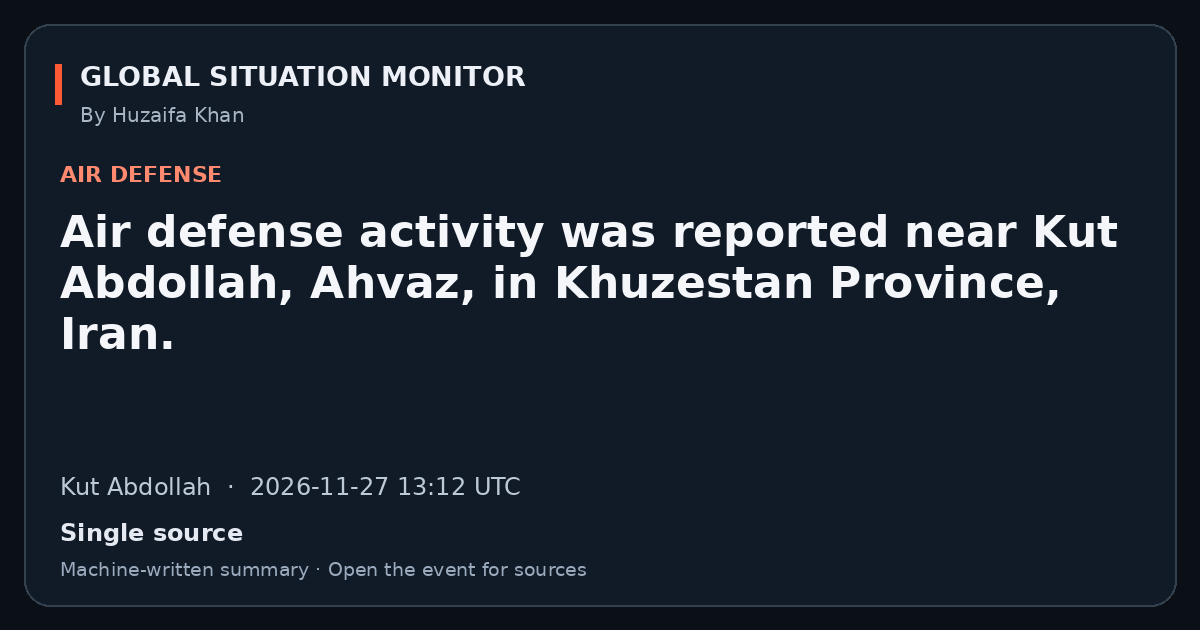 GLOBAL SITUATION MONITOR
By Huzaifa Khan
AIR DEFENSE
Air defense activity was reported near Kut
Abdollah, Ahvaz, in Khuzestan Province,
Iran.
Kut Abdollah · 2026-11-27 13:12 UTC
Single source
Machine-written summary · Open the event for sources